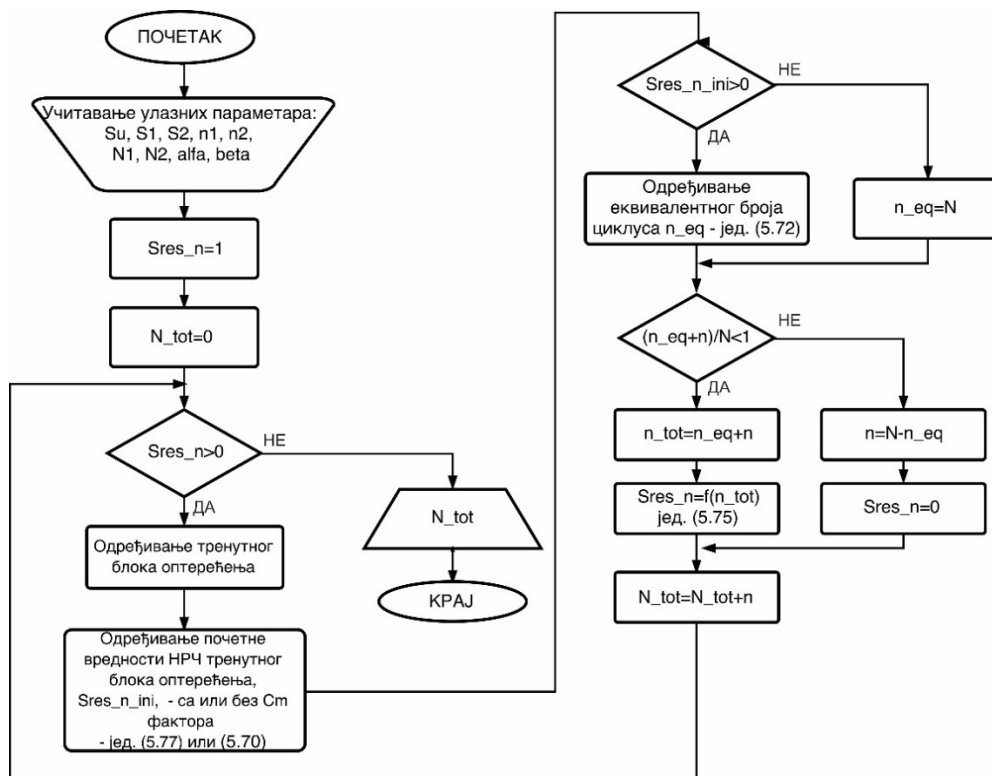 ПОЧЕТАК
Учитавање улазних параметара:
Su, S1, S2, n1, n2,
N1, N2, alfa, beta
Sres_n=1
N_tot=0
Sres_n>0
НЕ
ДА
Одређивање тренутног
блока оптерећења
Одређивање почетне
вредности НРЧ тренутног
блока оптерећења,
Sres_n_ini, - са или без Cm
фактора
- јед. (5.77) или (5.70)
N_tot
КРАЈ
Sres_n_ini>0
НЕ
ДА
Одређивање
еквивалентног броја
циклуса n_eq - јед. (5.72)
n_eq=N
(n_eq+n)/N<1
НЕ
ДА
n_tot=n_eq+n
n=N-n_eq
Sres_n=f(n_tot)
јед. (5.75)
Sres_n=0
N_tot=N_tot+n